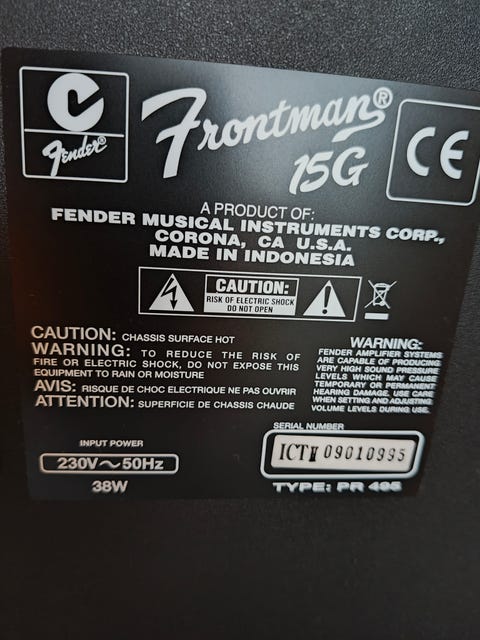 Fender®
Frontman®
15G
CE
A PRODUCT OF:
FENDER MUSICAL INSTRUMENTS CORP.,
CORONA, CA U.S.A.
MADE IN INDONESIA
CAUTION:
RISK OF ELECTRIC SHOCK
DO NOT OPEN
CAUTION: CHASSIS SURFACE HOT
WARNING: TO REDUCE THE RISK OF
FIRE OR ELECTRIC SHOCK, DO NOT EXPOSE THIS
EQUIPMENT TO RAIN OR MOISTURE
AVIS: RISQUE DE CHOC ELECTRIQUE NE PAS OUVRIR
ATTENTION: SUPERFICIE DE CHASSIS CHAUDE
WARNING:
FENDER AMPLIFIER SYSTEMS
ARE CAPABLE OF PRODUCING
VERY HIGH SOUND PRESSURE
LEVELS WHICH MAY CAUSE
TEMPORARY OR PERMANENT
HEARING DAMAGE. USE CARE
WHEN SETTING AND ADJUSTING
VOLUME LEVELS DURING USE.
INPUT POWER
230V~50Hz
38W
SERIAL NUMBER
09010995
TYPE: PR 495